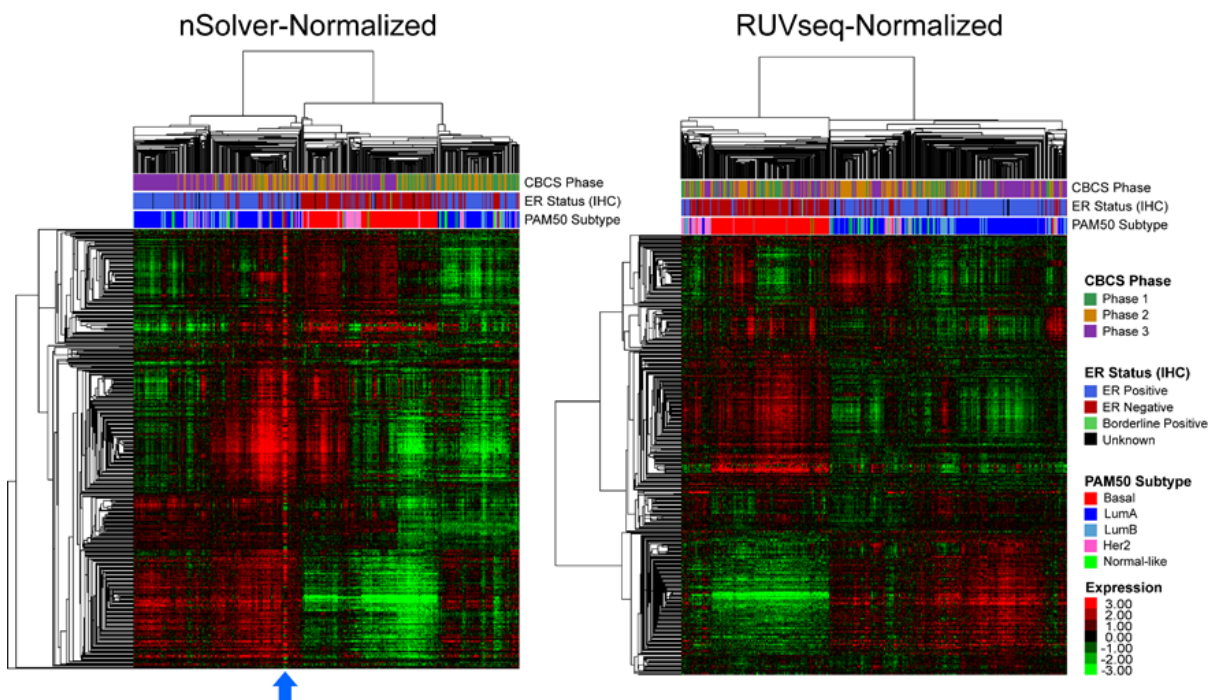 nSolver-Normalized
RUVseq-Normalized
CBCS Phase
ER Status (IHC)
PAM50 Subtype
CBCS Phase
ER Status (IHC)
PAM50 Subtype
CBCS Phase
Phase 1
Phase 2
Phase 3
ER Status (IHC)
ER Positive
ER Negative
Borderline Positive
Unknown
PAM50 Subtype
Basal
LumA
LumB
Her2
Normal-like
Expression
3.00
2.00
1.00
0.00
-1.00
-2.00
-3.00